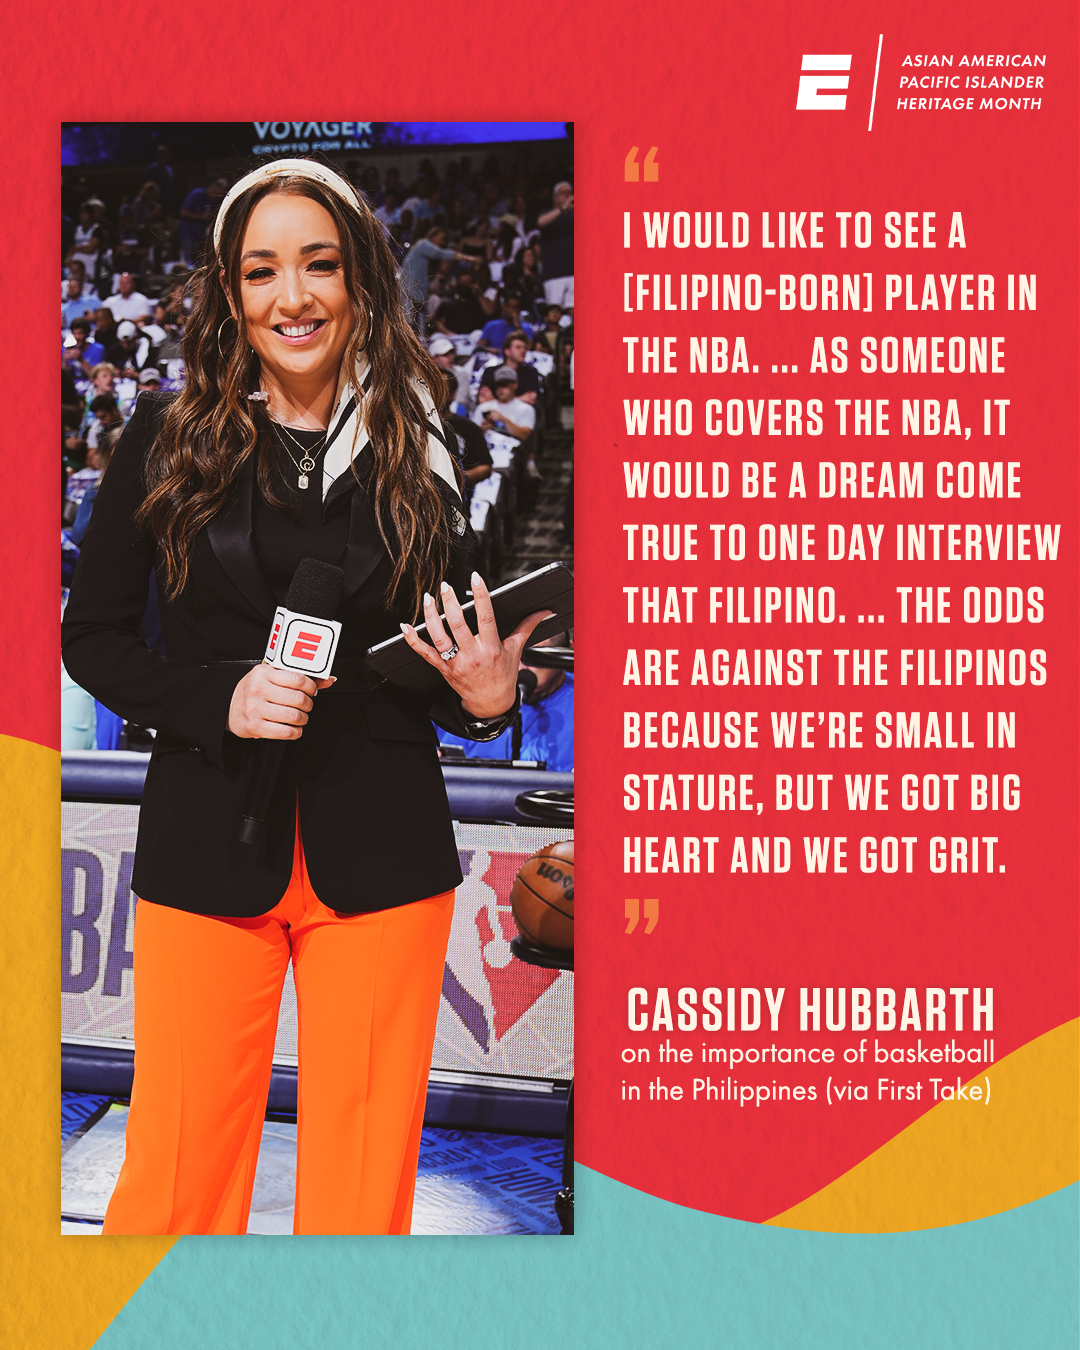 ASIAN AMERICAN
PACIFIC ISLANDER
HERITAGE MONTH
VOYAGER
CRYPTO FOR ALL
“
I WOULD LIKE TO SEE A
[FILIPINO-BORN] PLAYER IN
THE NBA. ... AS SOMEONE
WHO COVERS THE NBA, IT
WOULD BE A DREAM COME
TRUE TO ONE DAY INTERVIEW
THAT FILIPINO. ... THE ODDS
ARE AGAINST THE FILIPINOS
BECAUSE WE’RE SMALL IN
STATURE, BUT WE GOT BIG
HEART AND WE GOT GRIT.
”
CASSIDY HUBBARTH
on the importance of basketball
in the Philippines (via First Take)